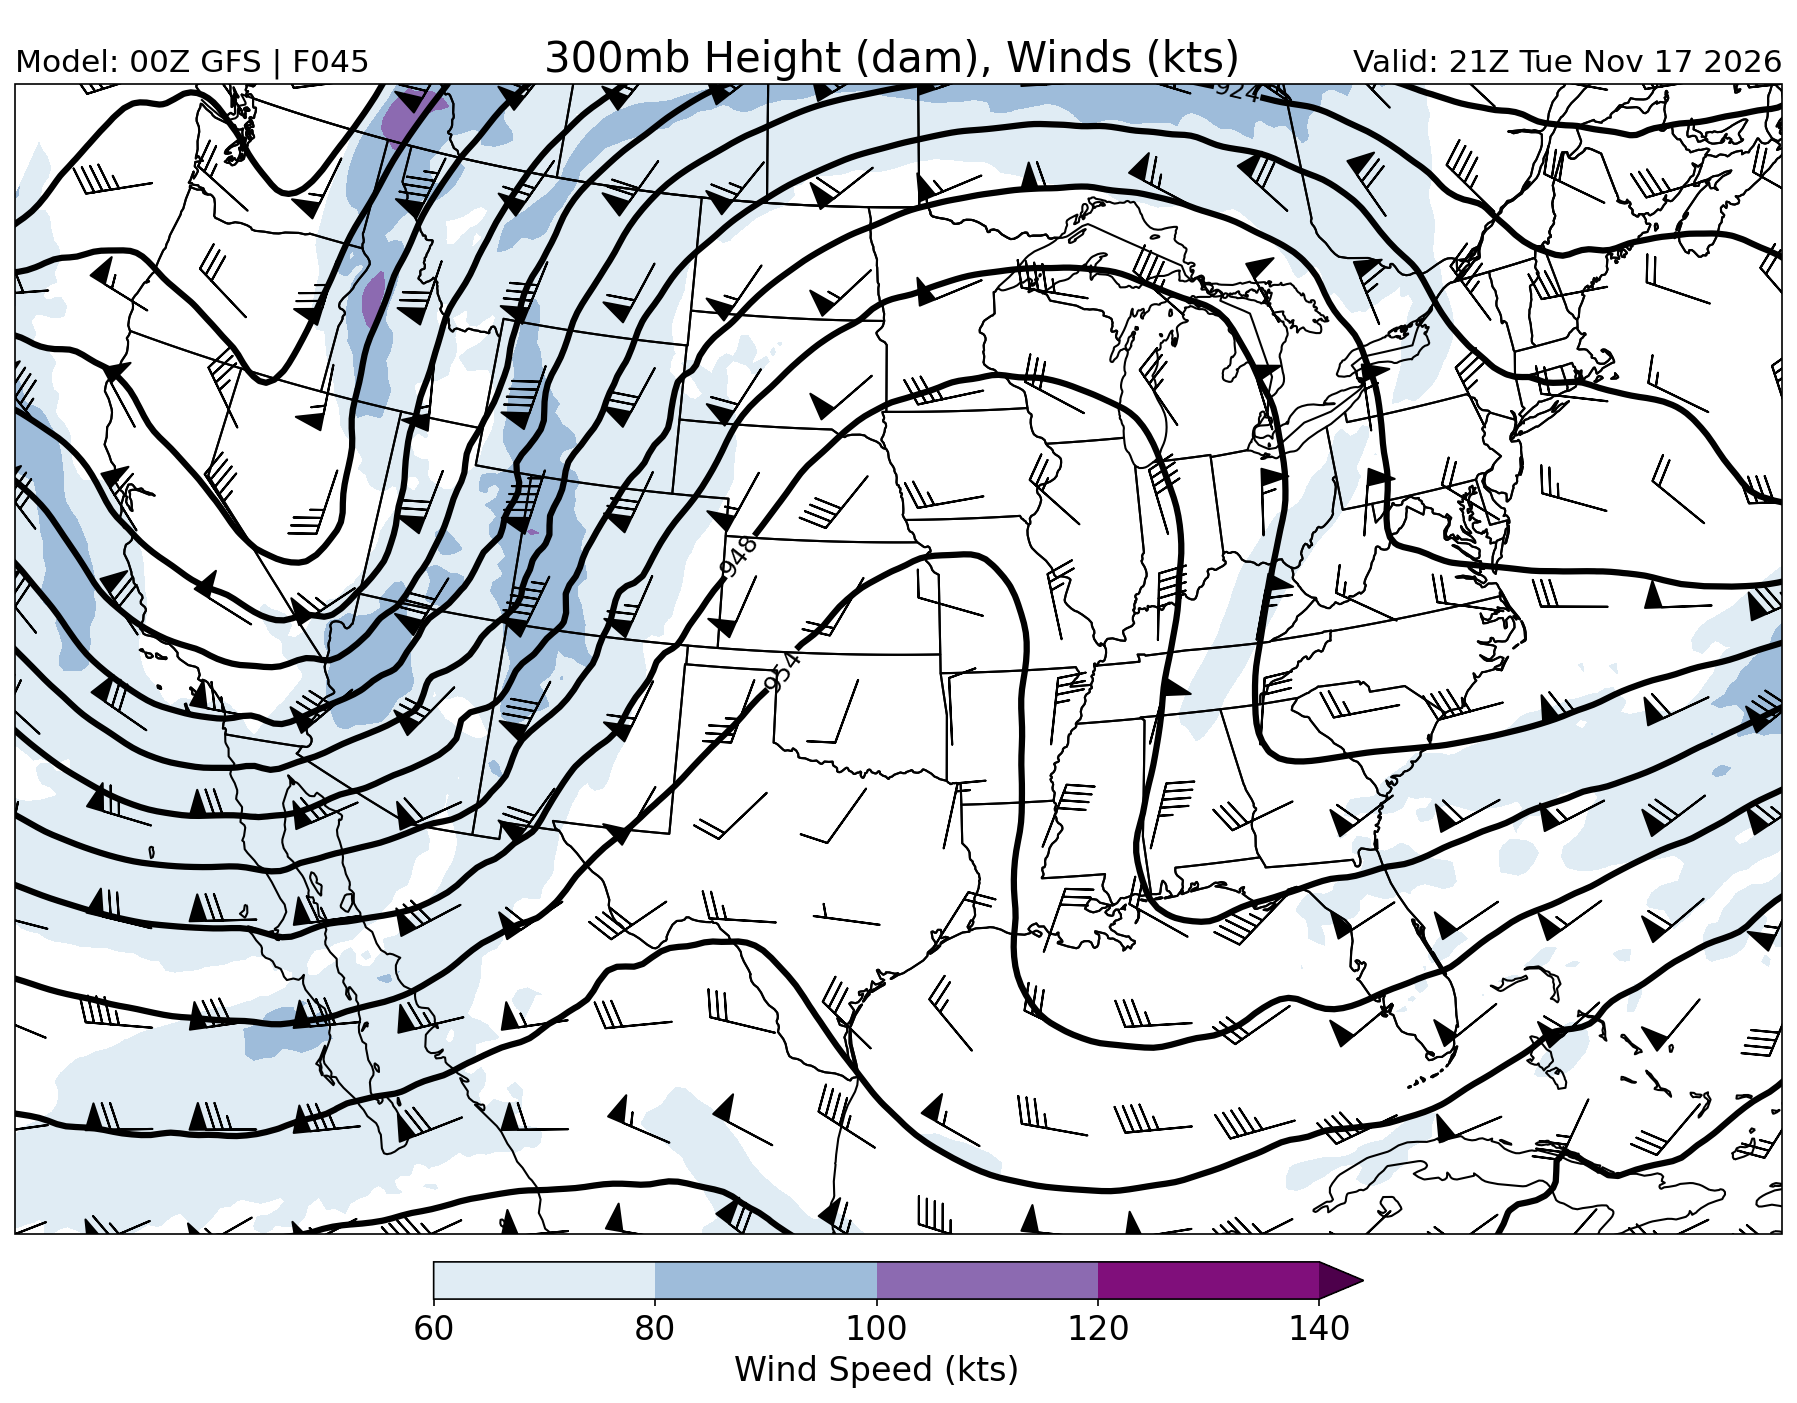 Model: 00Z GFS | F045
300mb Height (dam), Winds (kts)
Valid: 21Z Tue Nov 17 2026
924
948
954
60 80 100 120 140
Wind Speed (kts)